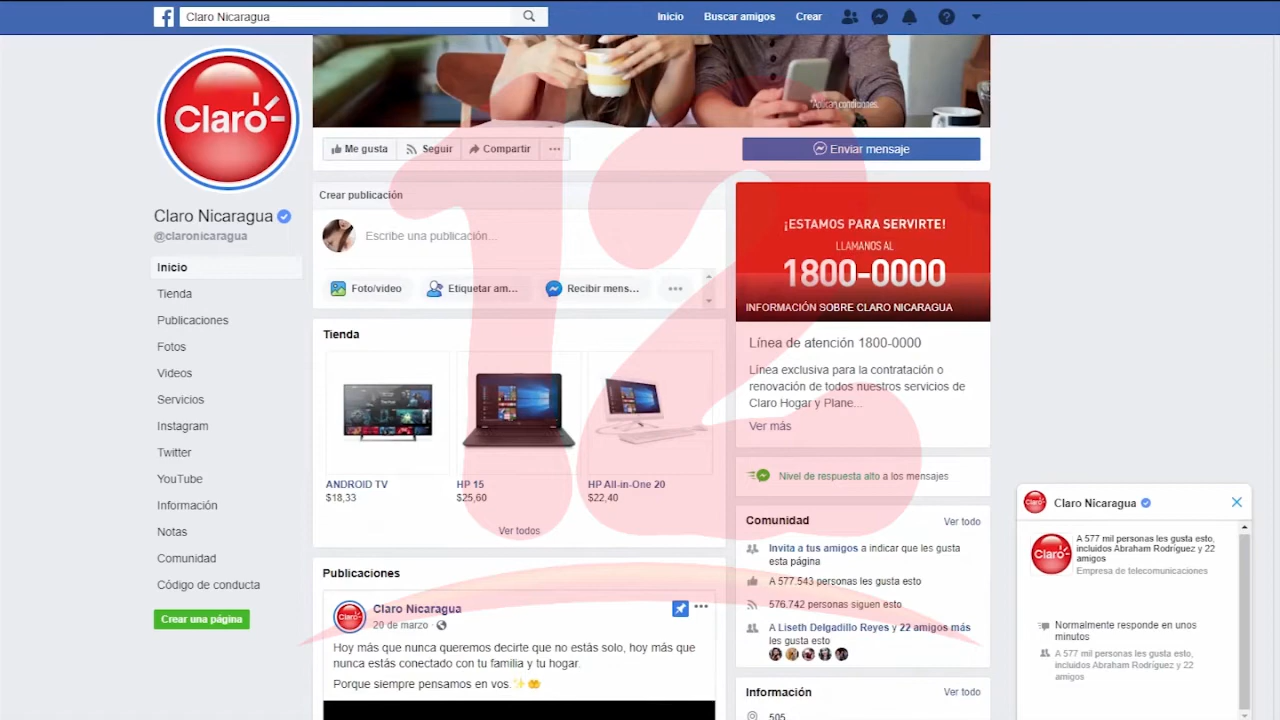 Claro Nicaragua
Inicio
Buscar amigos
Crear
Claro
*Aplican condiciones.
Me gusta
Seguir
Compartir
Enviar mensaje
Claro Nicaragua
@claronicaragua
Inicio
Tienda
Publicaciones
Fotos
Videos
Servicios
Instagram
Twitter
YouTube
Información
Notas
Comunidad
Código de conducta
Crear una página
Crear publicación
Escribe una publicación...
Foto/video
Etiquetar am...
Recibir mens...
Tienda
ANDROID TV
$18,33
HP 15
$25,60
HP All-in-One 20
$22,40
Ver todos
Publicaciones
Claro Nicaragua
20 de marzo
Hoy más que nunca queremos decirte que no estás solo, hoy más que
nunca estás conectado con tu familia y tu hogar.
Porque siempre pensamos en vos.✨🤲
12
¡ESTAMOS PARA SERVIRTE!
LLAMANOS AL
1800-0000
INFORMACIÓN SOBRE CLARO NICARAGUA
Línea de atención 1800-0000
Línea exclusiva para la contratación o
renovación de todos nuestros servicios de
Claro Hogar y Plane...
Ver más
Nivel de respuesta alto a los mensajes
Comunidad
Ver todo
Invita a tus amigos a indicar que les gusta
esta página
A 577.543 personas les gusta esto
576.742 personas siguen esto
A Liseth Delgadillo Reyes y 22 amigos más
les gusta esto
Información
Ver todo
505
Claro Nicaragua
Claro
A 577 mil personas les gusta esto,
incluidos Abraham Rodríguez y 22
amigos
Empresa de telecomunicaciones
Normalmente responde en unos
minutos
A 577 mil personas les gusta esto,
incluidos Abraham Rodríguez y 22
amigos